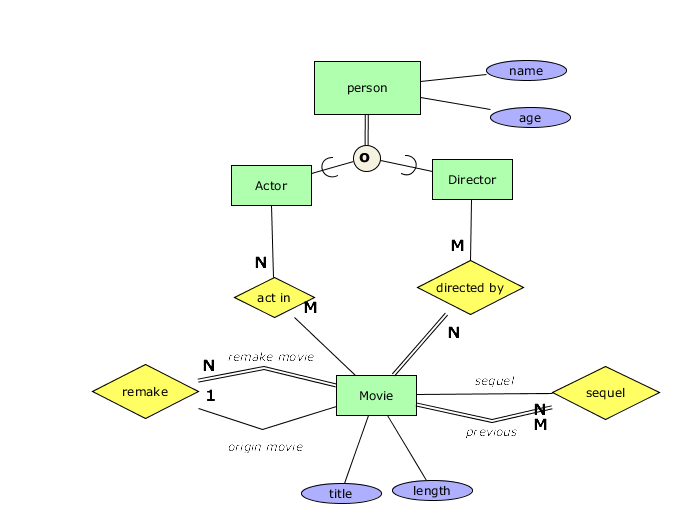 name
person
age
o
Actor
Director
N
M
act in
M
directed by
N
remake movie
N
remake
1
Movie
sequel
sequel
N
M
previous
origin movie
title
length